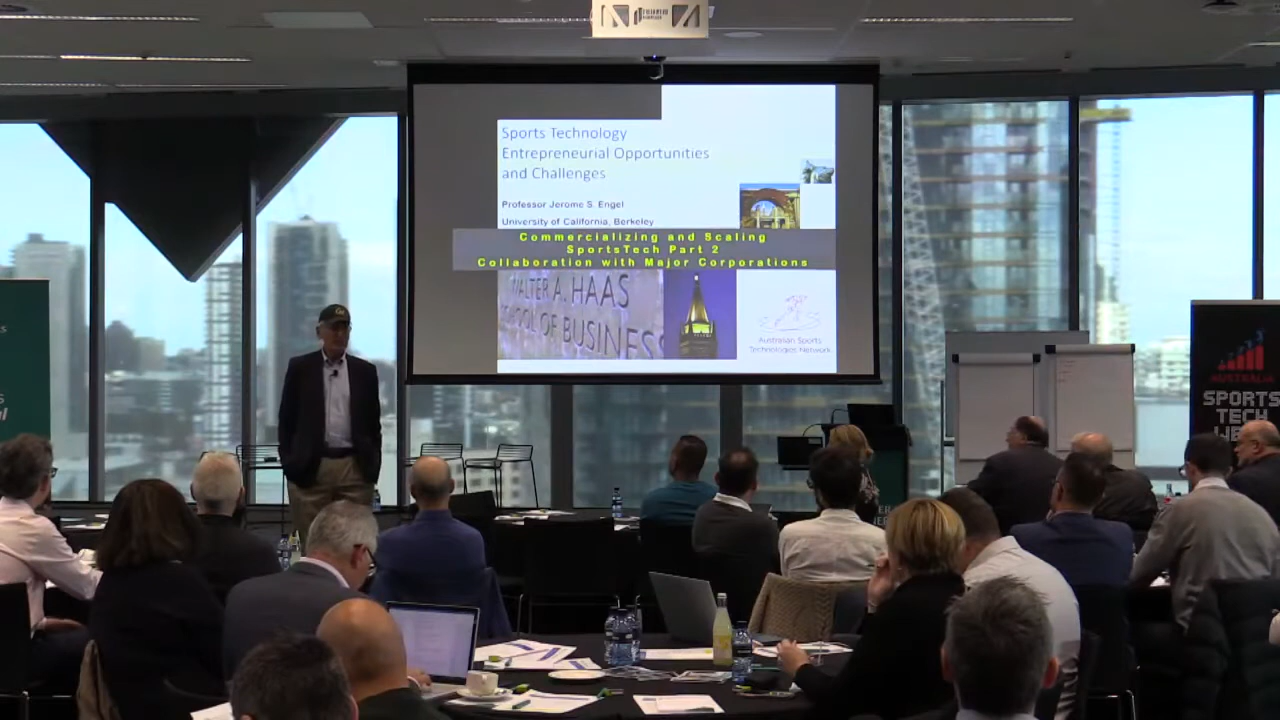 Sports Technology
Entrepreneurial Opportunities
and Challenges
Professor Jerome S. Engel
University of California, Berkeley
Commercializing and Scaling
SportsTech Part 2
Collaboration with Major Corporations
WALTER A. HAAS
SCHOOL OF BUSINESS
Australian Sports
Technologies Network
AUSTRALIA
SPORTS
TECH